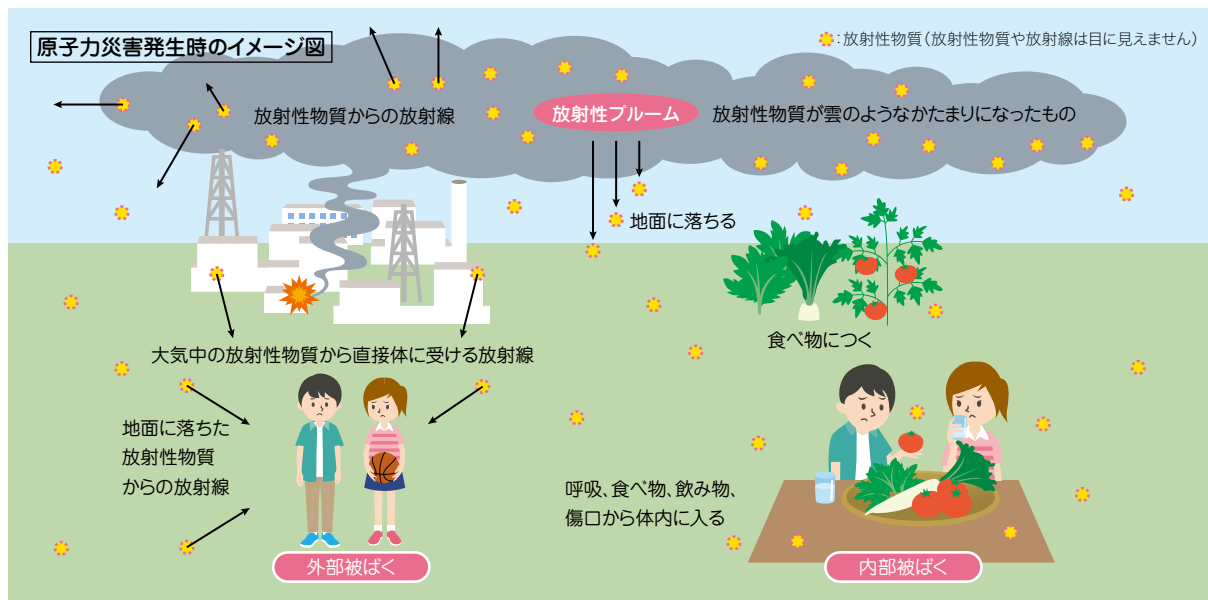 原子力災害発生時のイメージ図
:放射性物質(放射性物質や放射線は目に見えません)
放射性物質からの放射線
放射性プルーム
放射性物質が雲のようなかたまりになったもの
地面に落ちる
食べ物につく
大気中の放射性物質から直接体に受ける放射線
地面に落ちた
放射性物質
からの放射線
呼吸、食べ物、飲み物、
傷口から体内に入る
外部被ばく
内部被ばく